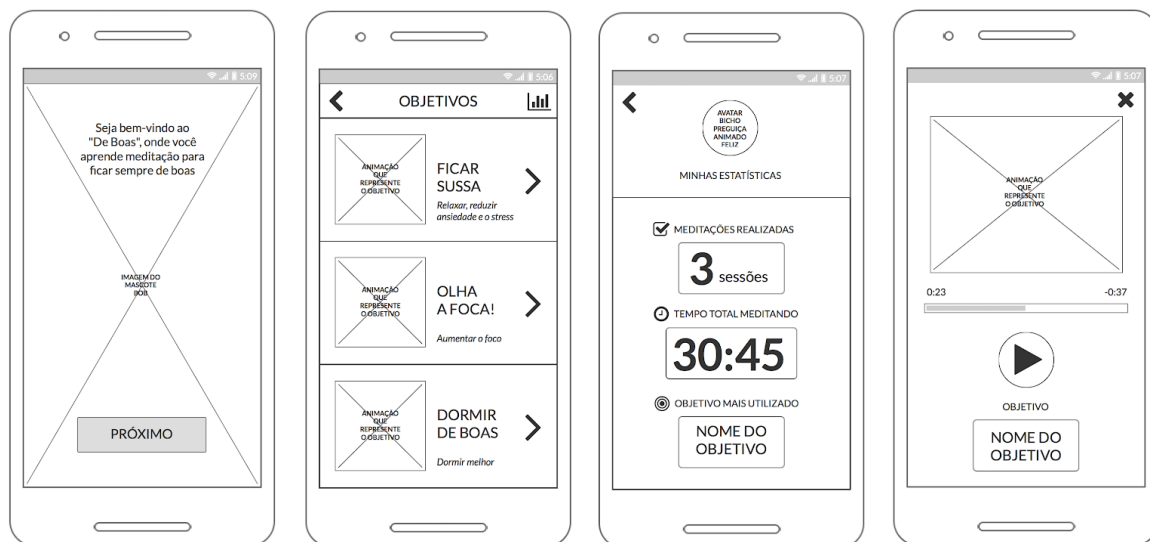 5:09
Seja bem-vindo ao
"De Boas", onde você
aprende meditação para
ficar sempre de boas
IMAGEM DO
MASCOTE
BOB
PRÓXIMO
5:06
OBJETIVOS
ANIMAÇÃO
QUE
REPRESENTE
O OBJETIVO
FICAR
SUSSA
Relaxar, reduzir
ansiedade e o stress
ANIMAÇÃO
QUE
REPRESENTE
O OBJETIVO
OLHA
A FOCA!
Aumentar o foco
ANIMAÇÃO
QUE
REPRESENTE
O OBJETIVO
DORMIR
DE BOAS
Dormir melhor
5:07
AVATAR
BICHO
PREGUIÇA
ANIMADO
FELIZ
MINHAS ESTATÍSTICAS
MEDITAÇÕES REALIZADAS
3 sessões
TEMPO TOTAL MEDITANDO
30:45
OBJETIVO MAIS UTILIZADO
NOME DO
OBJETIVO
5:07
ANIMAÇÃO
QUE
REPRESENTE
O OBJETIVO
0:23 -0:37
OBJETIVO
NOME DO
OBJETIVO